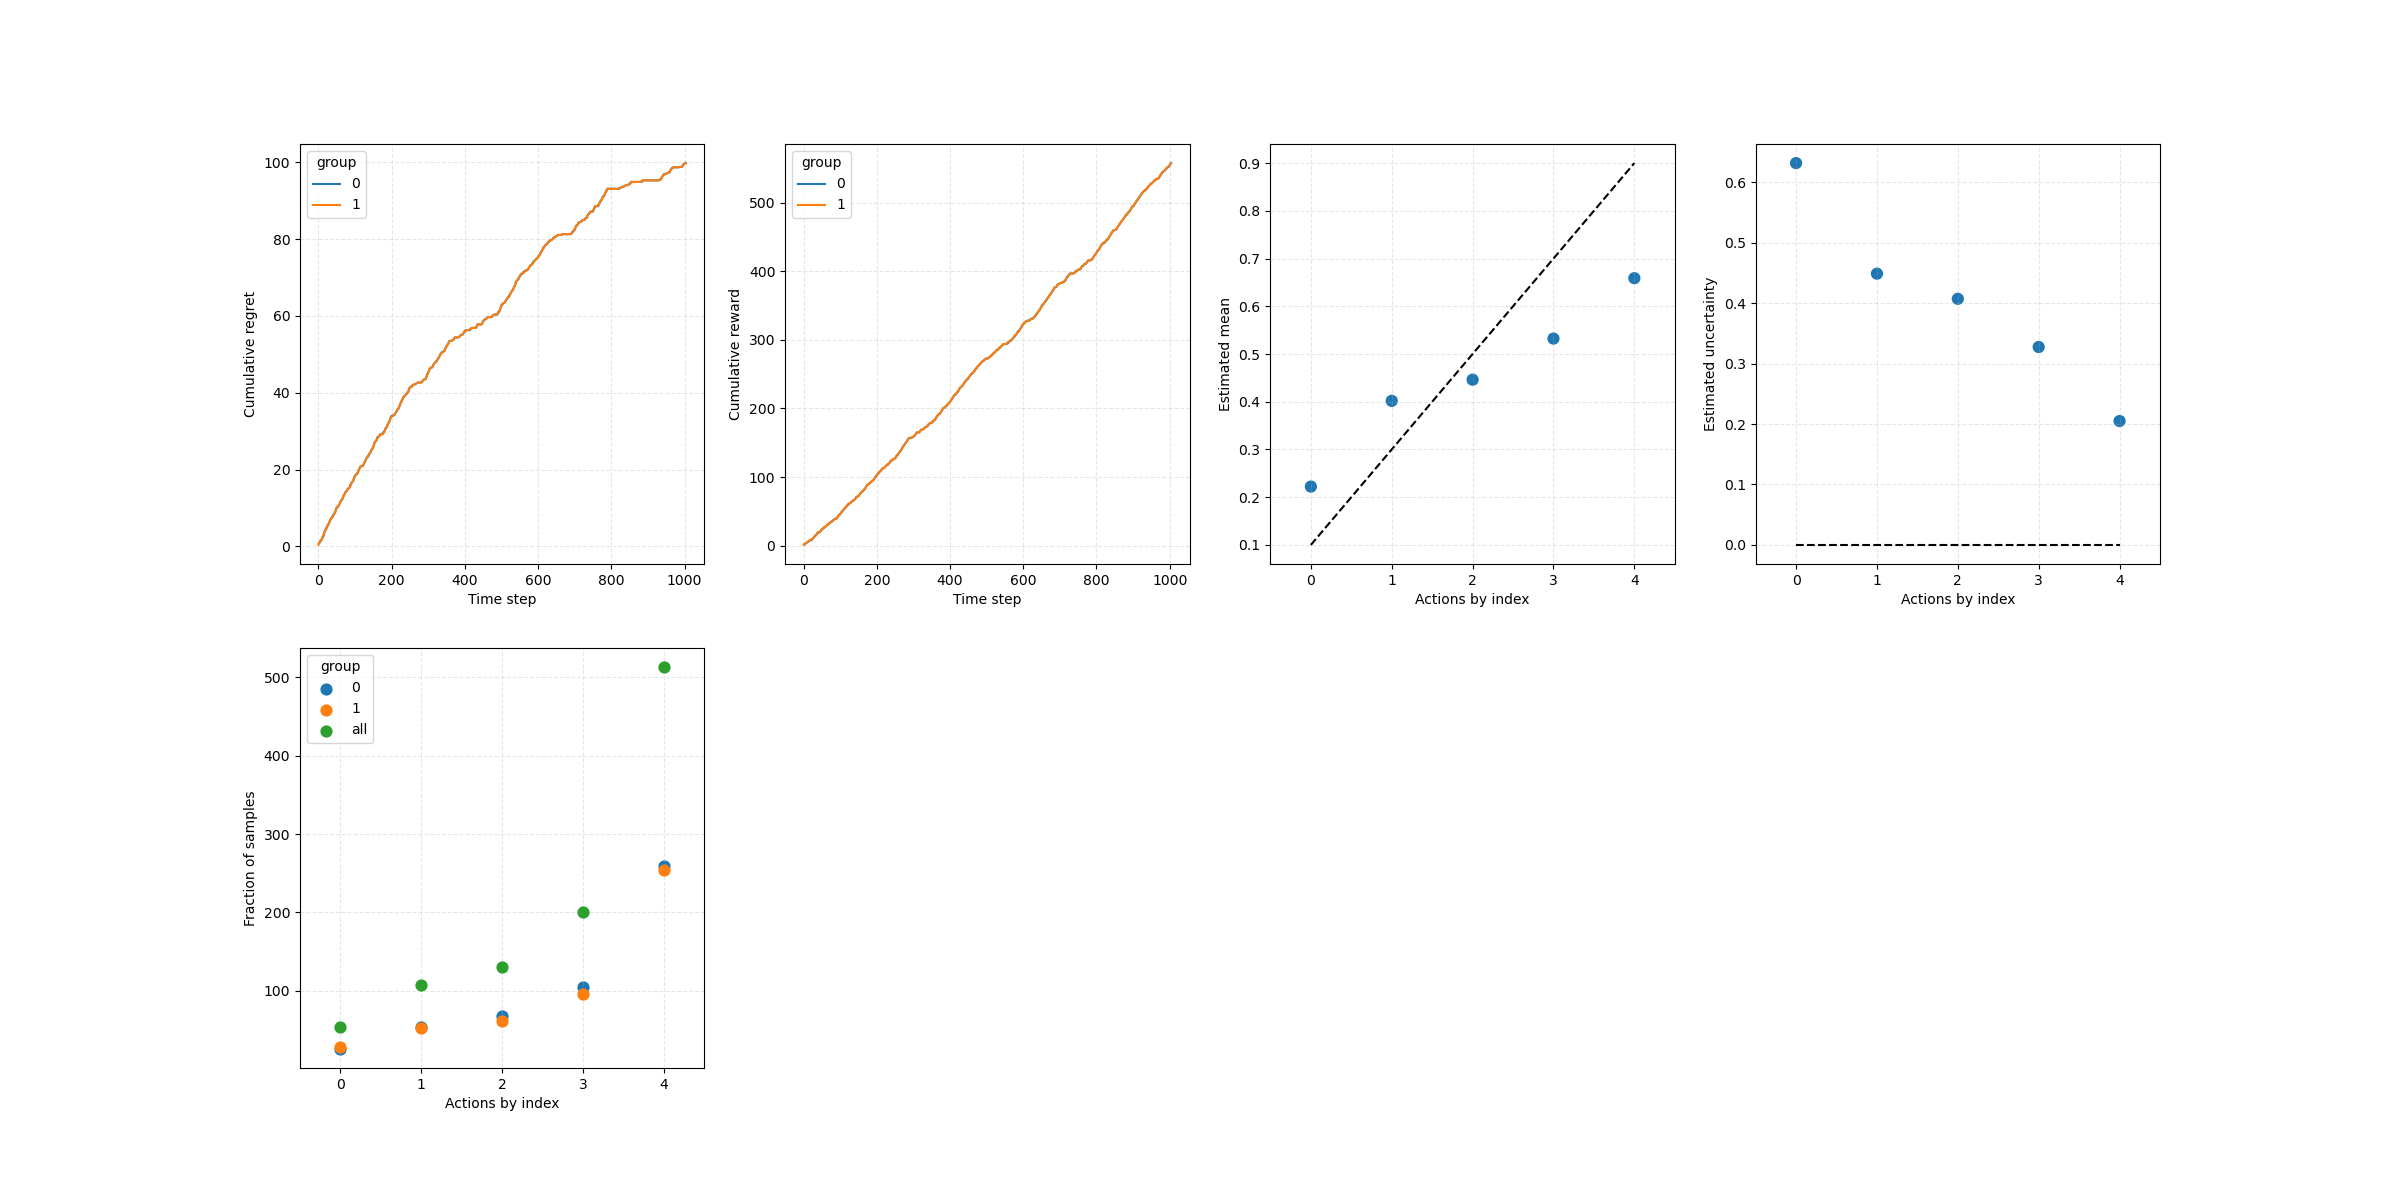 group
0
1
100
80
60
40
20
0
Cumulative regret
0 200 400 600 800 1000
Time step
group
0
1
500
400
300
200
100
0
Cumulative reward
0 200 400 600 800 1000
Time step
0.9
0.8
0.7
0.6
0.5
0.4
0.3
0.2
0.1
Estimated mean
0 1 2 3 4
Actions by index
0.6
0.5
0.4
0.3
0.2
0.1
0.0
Estimated uncertainty
0 1 2 3 4
Actions by index
group
0
1
all
500
400
300
200
100
Fraction of samples
0 1 2 3 4
Actions by index